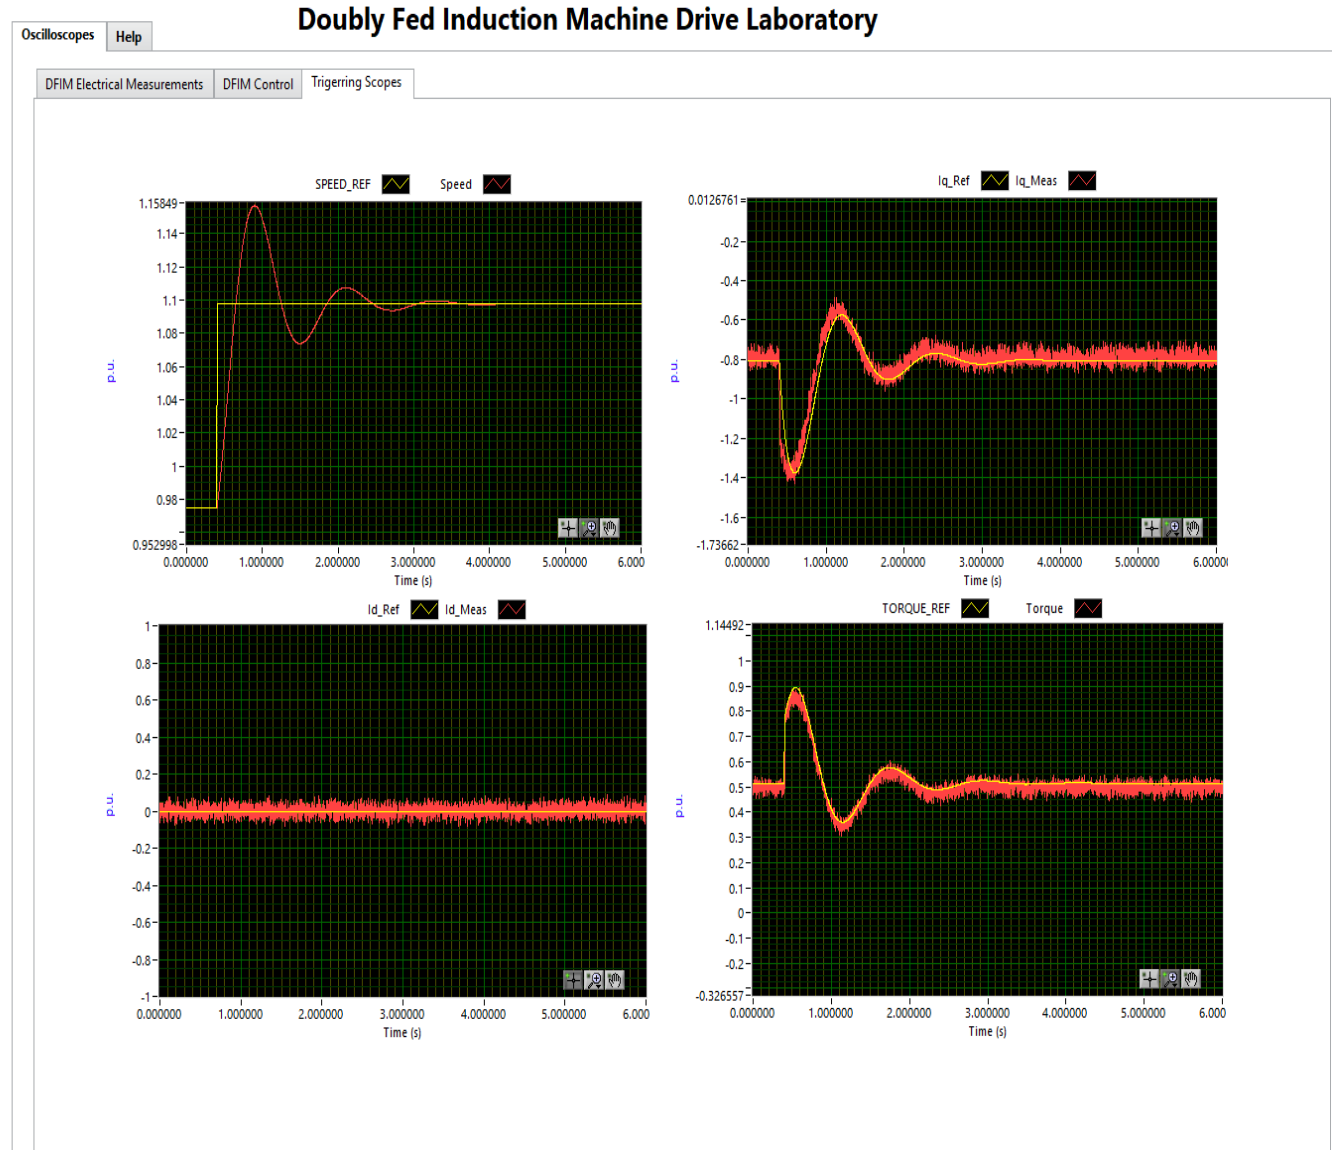 Doubly Fed Induction Machine Drive Laboratory
Oscilloscopes Help
DFIM Electrical Measurements DFIM Control Trigerring Scopes
SPEED_REF Speed
1.15849
1.14
1.12
1.1
1.08
1.06
1.04
1.02
1
0.98
0.952998
p.u.
0.000000 1.000000 2.000000 3.000000 4.000000 5.000000 6.000
Time (s)
Iq_Ref Iq_Meas
0.0126761
-0.2
-0.4
-0.6
-0.8
-1
-1.2
-1.4
-1.6
-1.73662
p.u.
0.000000 1.000000 2.000000 3.000000 4.000000 5.000000 6.0000
Time (s)
Id_Ref Id_Meas
1
0.8
0.6
0.4
0.2
0
-0.2
-0.4
-0.6
-0.8
-1
p.u.
0.000000 1.000000 2.000000 3.000000 4.000000 5.000000 6.000
Time (s)
TORQUE_REF Torque
1.14492
1
0.9
0.8
0.7
0.6
0.5
0.4
0.3
0.2
0.1
0
-0.1
-0.2
-0.326557
p.u.
0.000000 1.000000 2.000000 3.000000 4.000000 5.000000 6.000
Time (s)